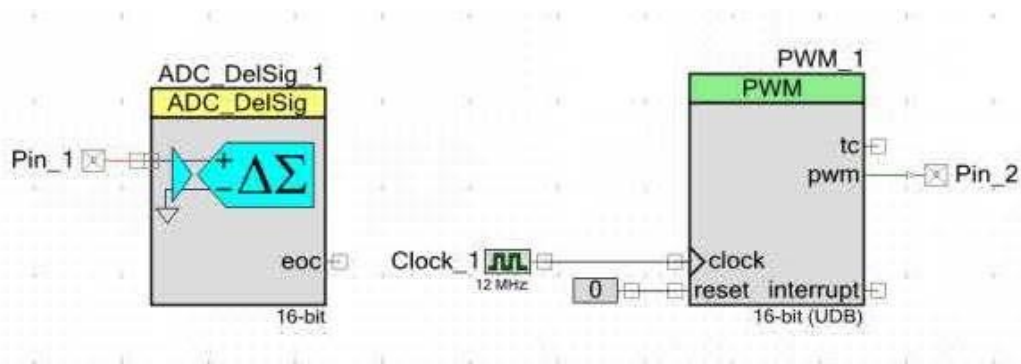 ADC_DelSig_1
ADC_DelSig
Pin_1
+
−
ΔΣ
eoc
16-bit
Clock_1
12 MHz
0
PWM_1
PWM
tc
pwm
Pin_2
clock
reset interrupt
16-bit (UDB)